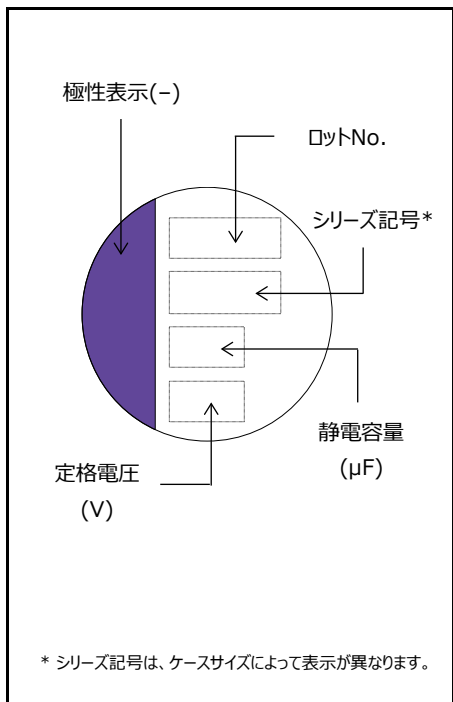 極性表示(−)
ロットNo.
シリーズ記号*
静電容量
(μF)
定格電圧
(V)
* シリーズ記号は、ケースサイズによって表示が異なります。